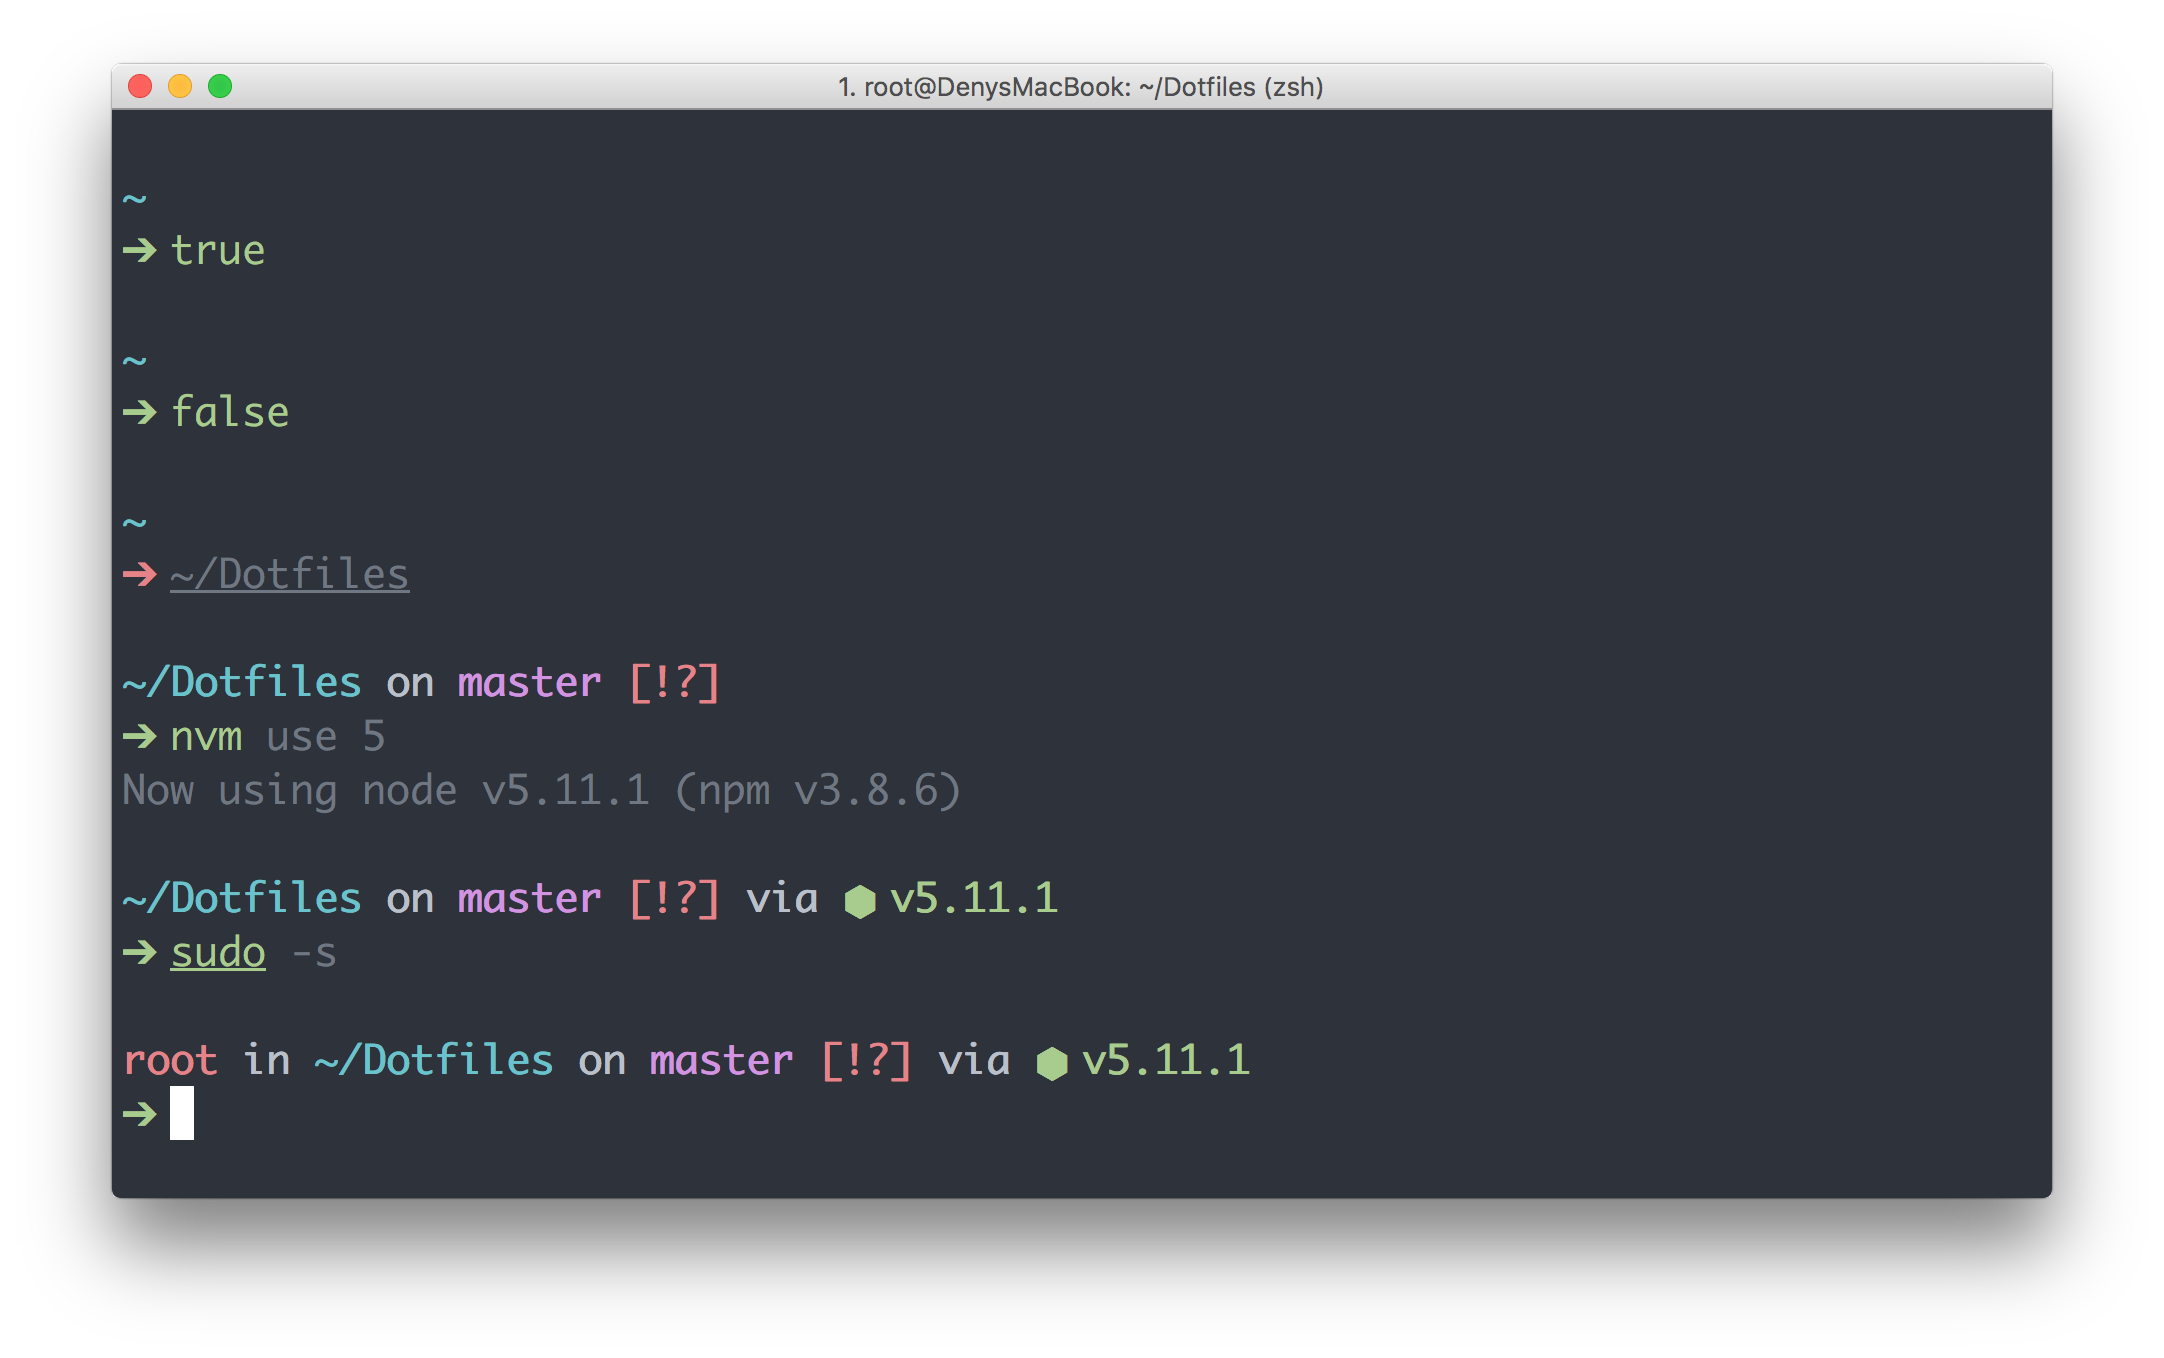 1. root@DenysMacBook: ~/Dotfiles (zsh)
~
➔ true
~
➔ false
~
➔ ~/Dotfiles
~/Dotfiles on master [!?]
➔ nvm use 5
Now using node v5.11.1 (npm v3.8.6)
~/Dotfiles on master [!?] via ⬢ v5.11.1
➔ sudo -s
root in ~/Dotfiles on master [!?] via ⬢ v5.11.1
➔